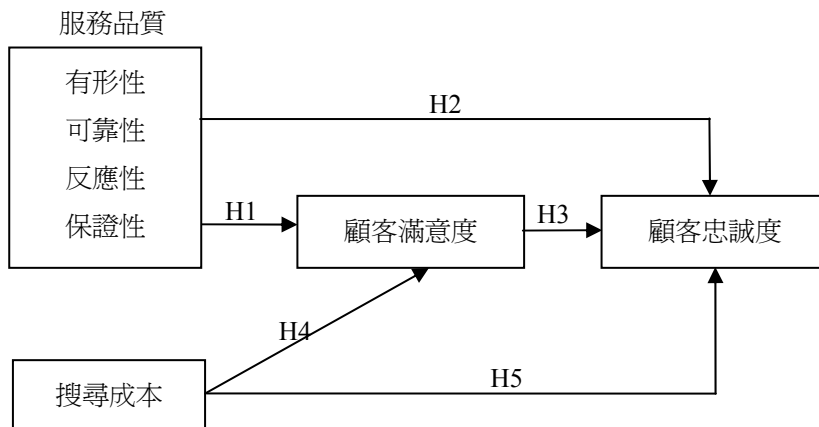 服務品質
有形性
可靠性
反應性
保證性
H2
H1
顧客滿意度
H3
顧客忠誠度
H4
搜尋成本
H5